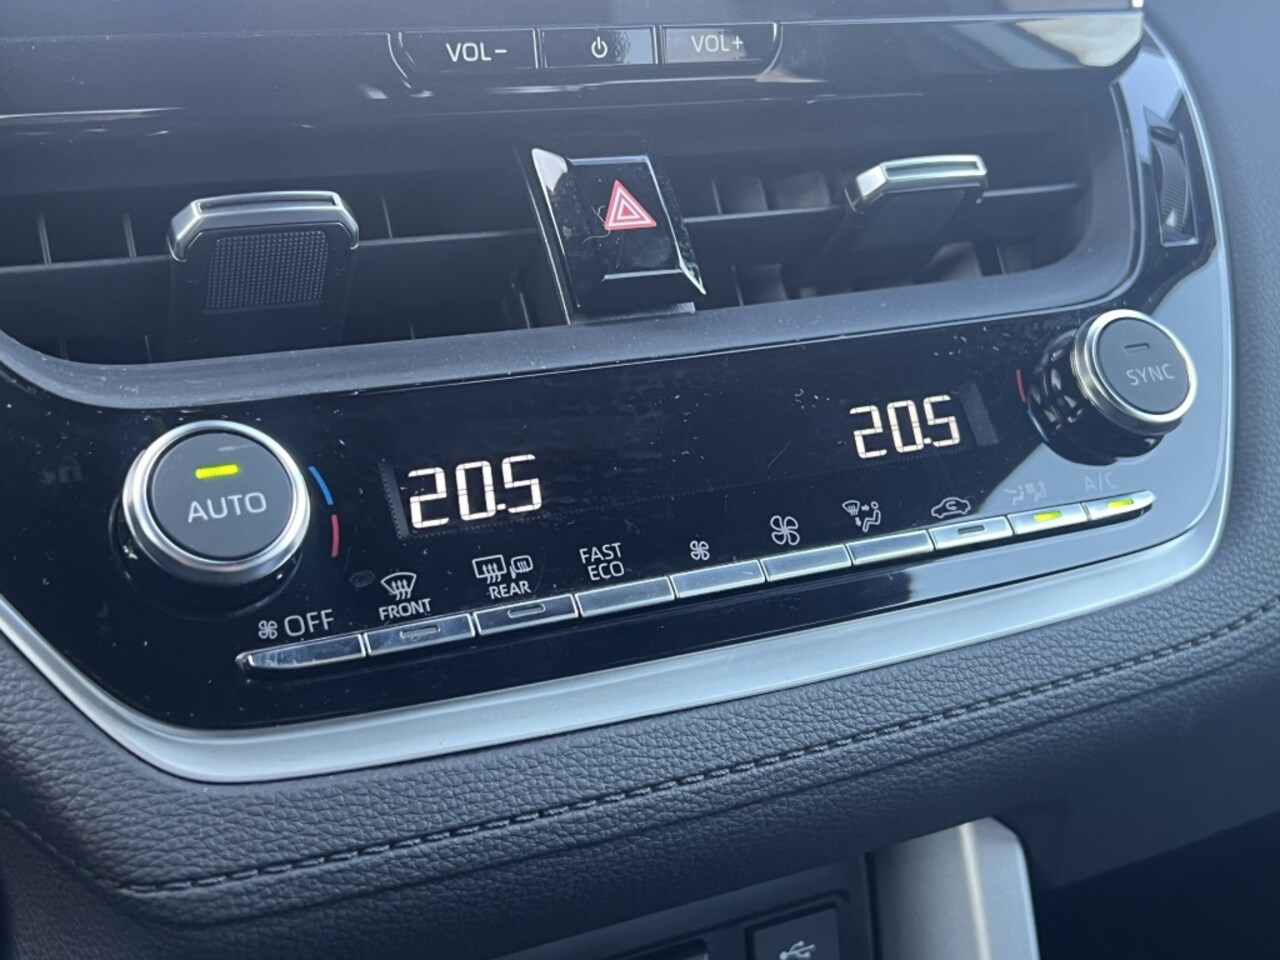 VOL− VOL+
20.5
SYNC
20.5
AUTO
A/C
FAST
ECO
REAR
FRONT
OFF